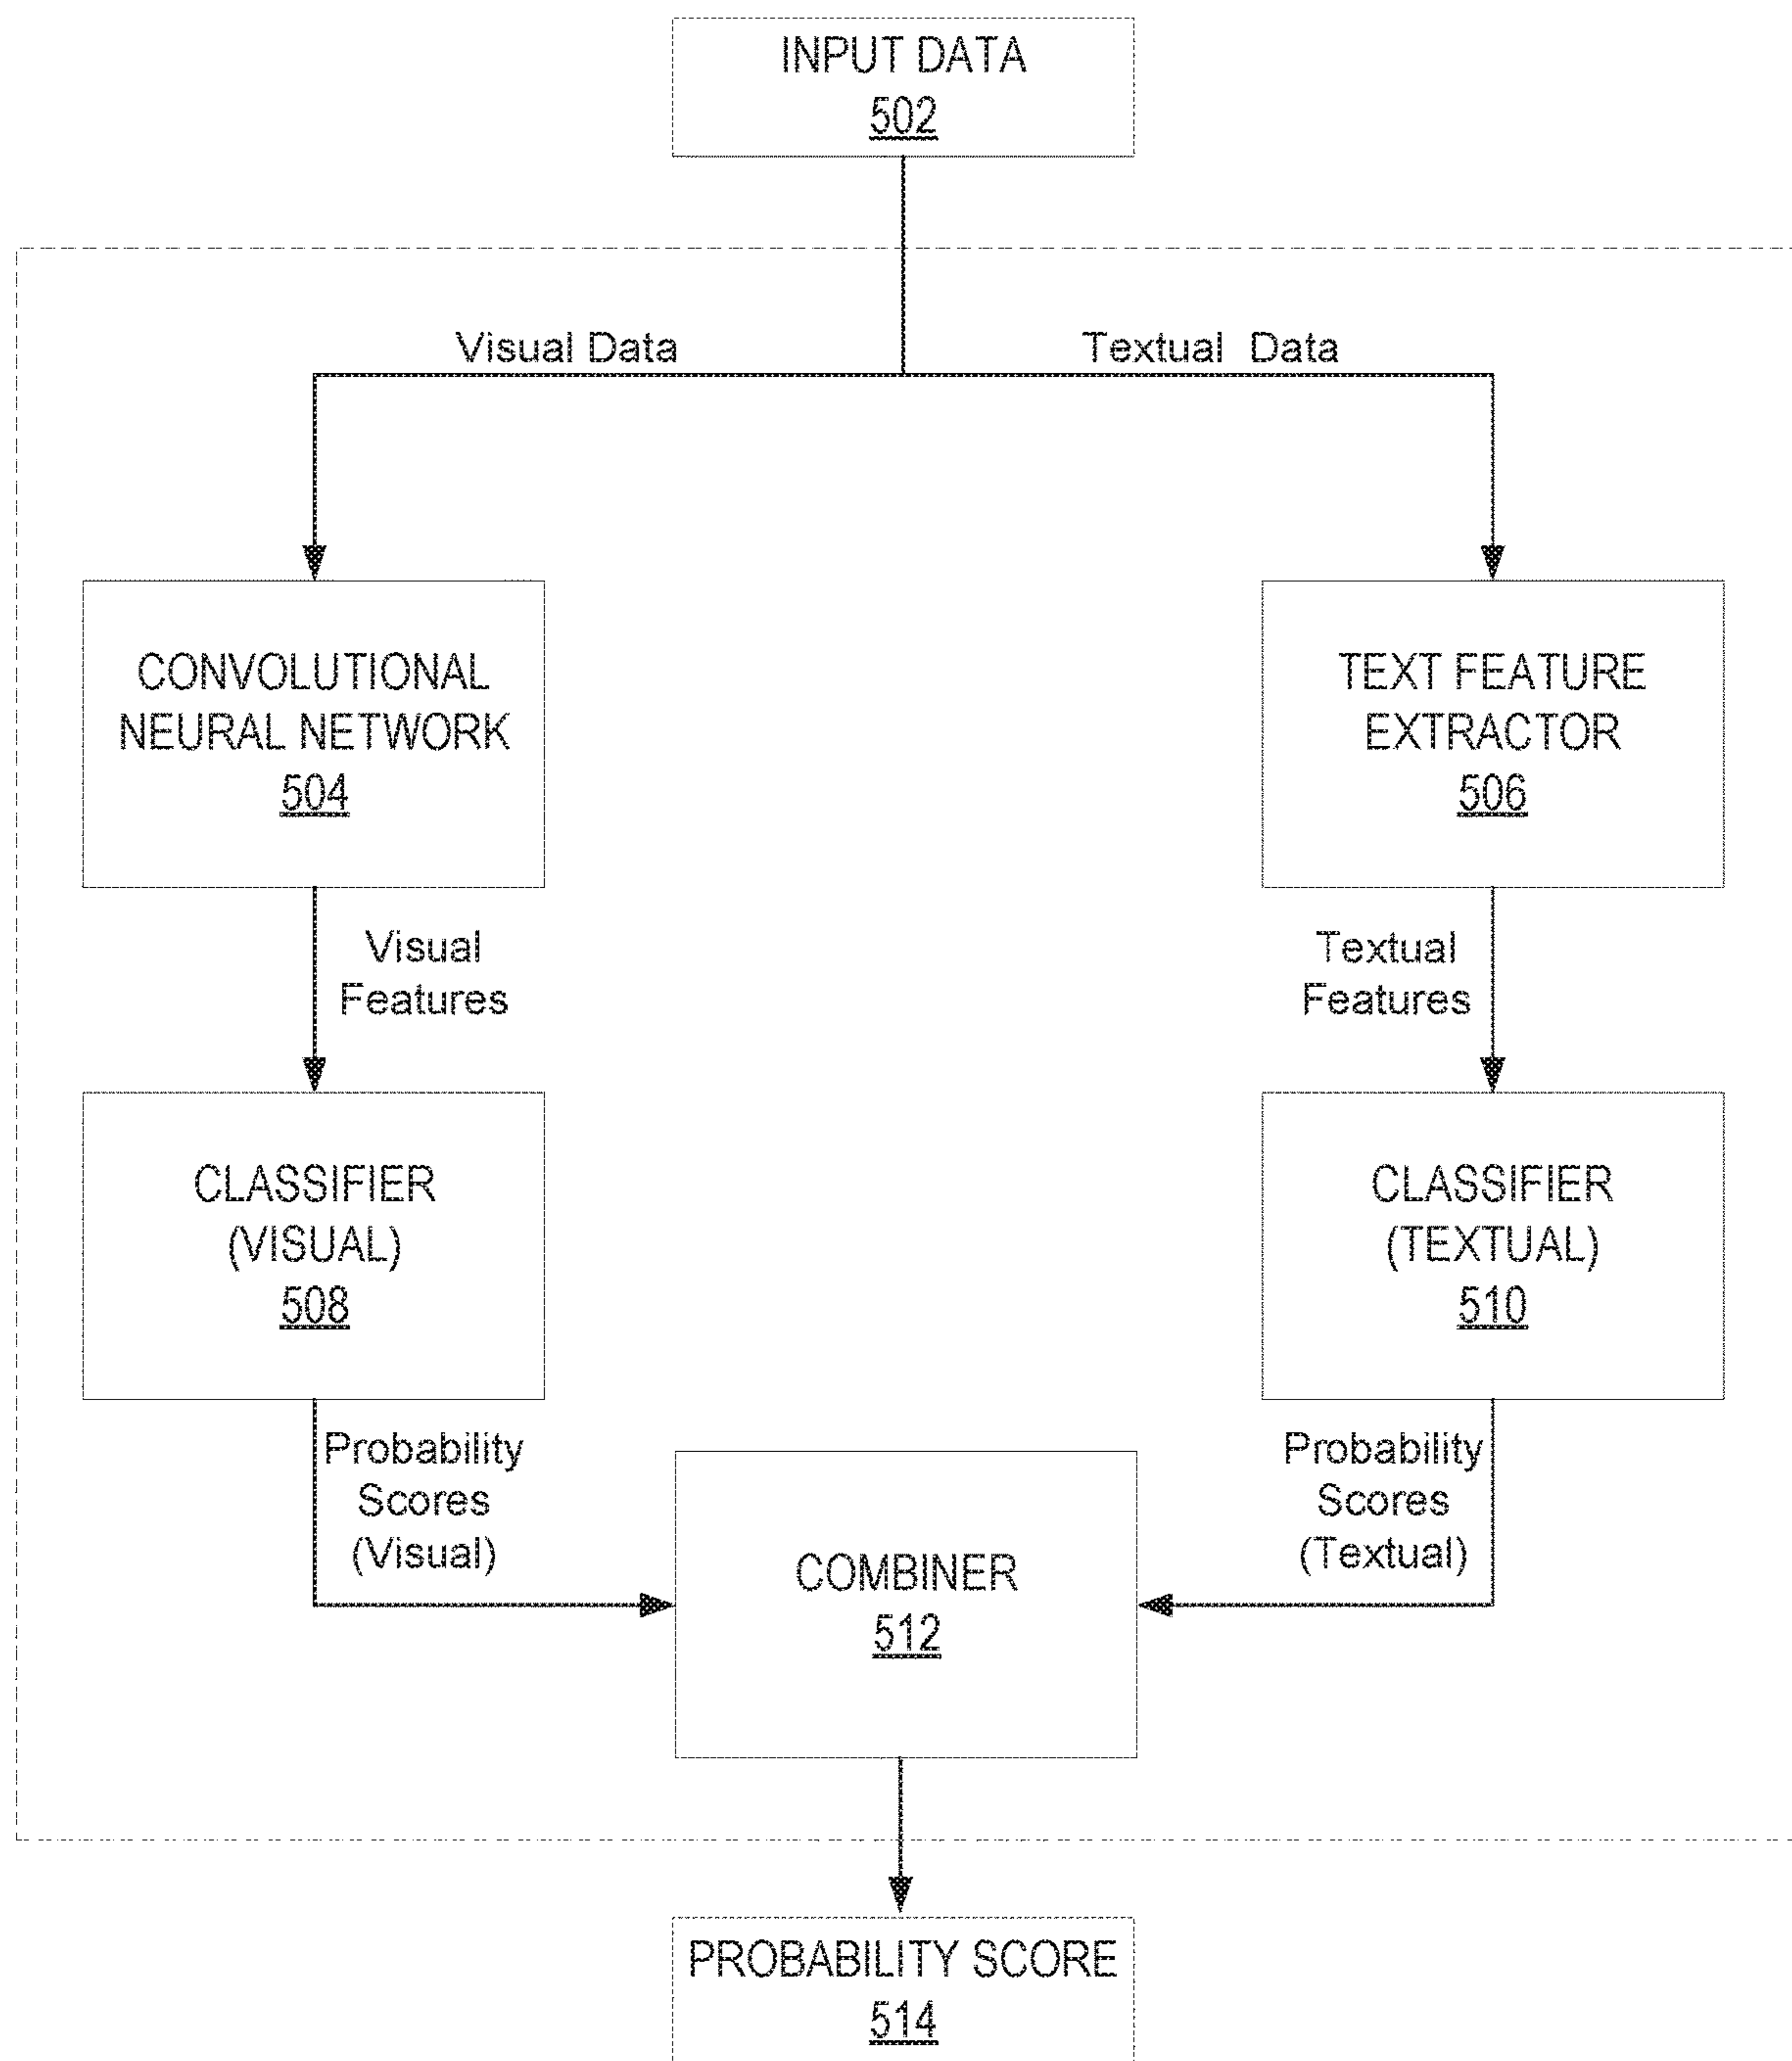 INPUT DATA
502
Visual Data
Textual Data
CONVOLUTIONAL
NEURAL NETWORK
504
TEXT FEATURE
EXTRACTOR
506
Visual
Features
Textual
Features
CLASSIFIER
(VISUAL)
508
CLASSIFIER
(TEXTUAL)
510
Probability
Scores
(Visual)
Probability
Scores
(Textual)
COMBINER
512
PROBABILITY SCORE
514